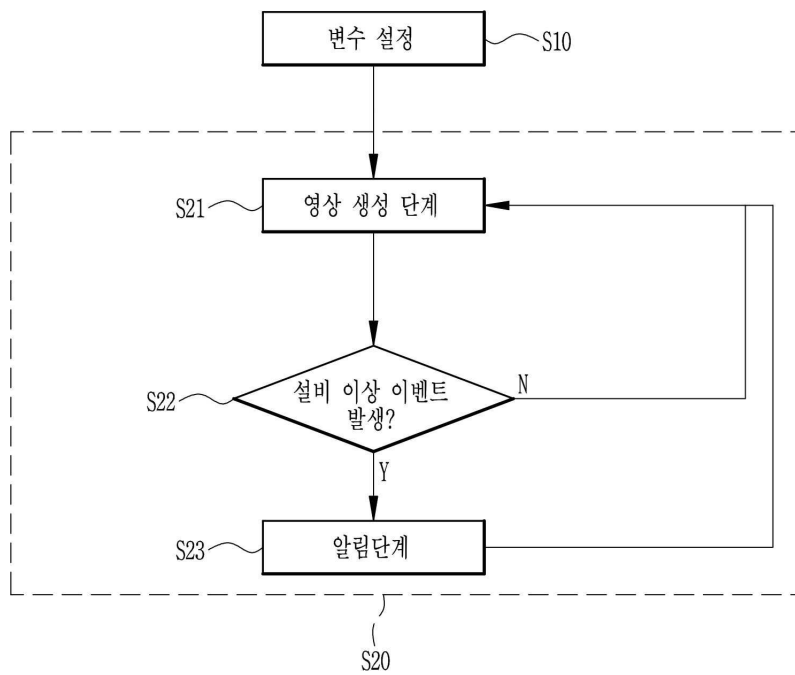 변수 설정
S10
S21
영상 생성 단계
S22
설비 이상 이벤트
발생?
N
Y
S23
알림단계
S20